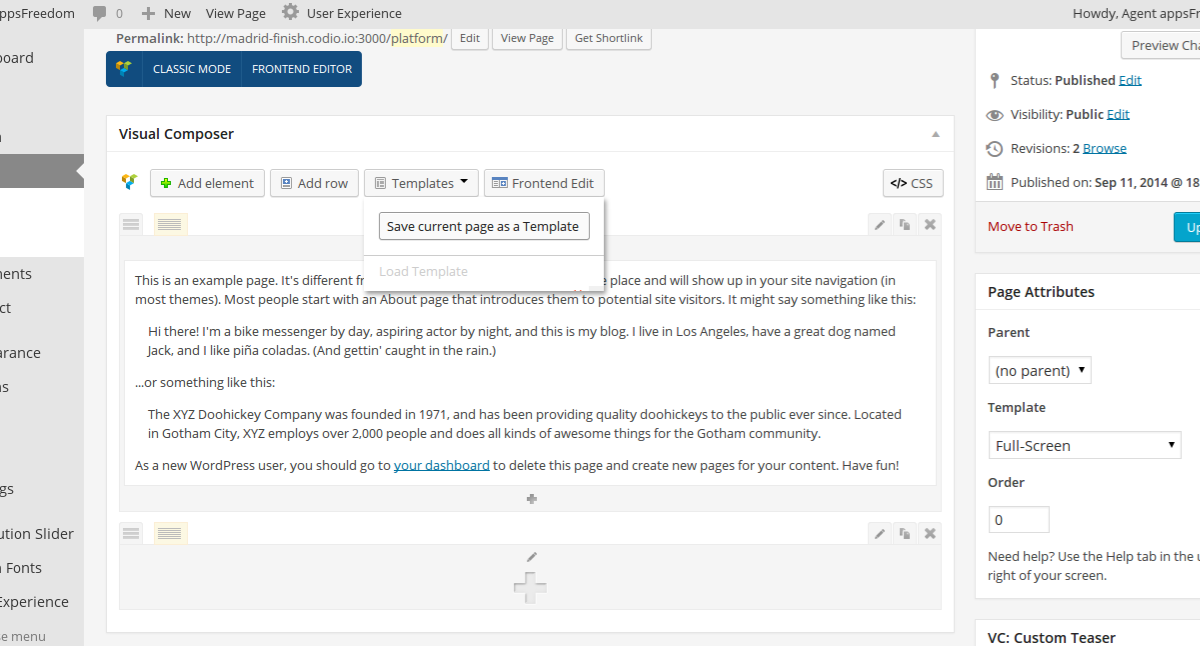 ppsFreedom 0 New View Page User Experience Howdy, Agent appsFr
Permalink: http://madrid-finish.codio.io:3000/platform/ Edit View Page Get Shortlink
CLASSIC MODE FRONTEND EDITOR
Visual Composer
Add element Add row Templates Frontend Edit </> CSS
Save current page as a Template
Load Template
This is an example page. It's different fr place and will show up in your site navigation (in
most themes). Most people start with an About page that introduces them to potential site visitors. It might say something like this:
Hi there! I'm a bike messenger by day, aspiring actor by night, and this is my blog. I live in Los Angeles, have a great dog named
Jack, and I like piña coladas. (And gettin' caught in the rain.)
...or something like this:
The XYZ Doohickey Company was founded in 1971, and has been providing quality doohickeys to the public ever since. Located
in Gotham City, XYZ employs over 2,000 people and does all kinds of awesome things for the Gotham community.
As a new WordPress user, you should go to your dashboard to delete this page and create new pages for your content. Have fun!
oard
ments
ct
arance
s
gs
ution Slider
Fonts
Experience
se menu
Preview Cha
Status: Published Edit
Visibility: Public Edit
Revisions: 2 Browse
Published on: Sep 11, 2014 @ 18
Move to Trash Up
Page Attributes
Parent
(no parent)
Template
Full-Screen
Order
0
Need help? Use the Help tab in the u
right of your screen.
VC: Custom Teaser